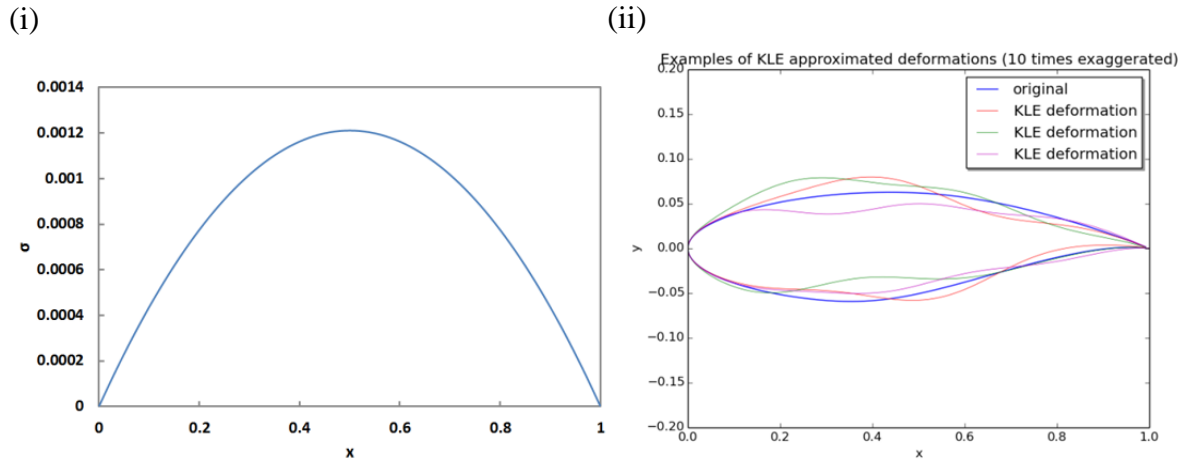 (i)
0.0014
0.0012
0.001
0.0008
0.0006
0.0004
0.0002
0
σ
0 0.2 0.4 0.6 0.8 1
x
(ii)
Examples of KLE approximated deformations (10 times exaggerated)
0.20
0.15
0.10
0.05
0.00
−0.05
−0.10
−0.15
−0.20
y
original
KLE deformation
KLE deformation
KLE deformation
0.0 0.2 0.4 0.6 0.8 1.0
x